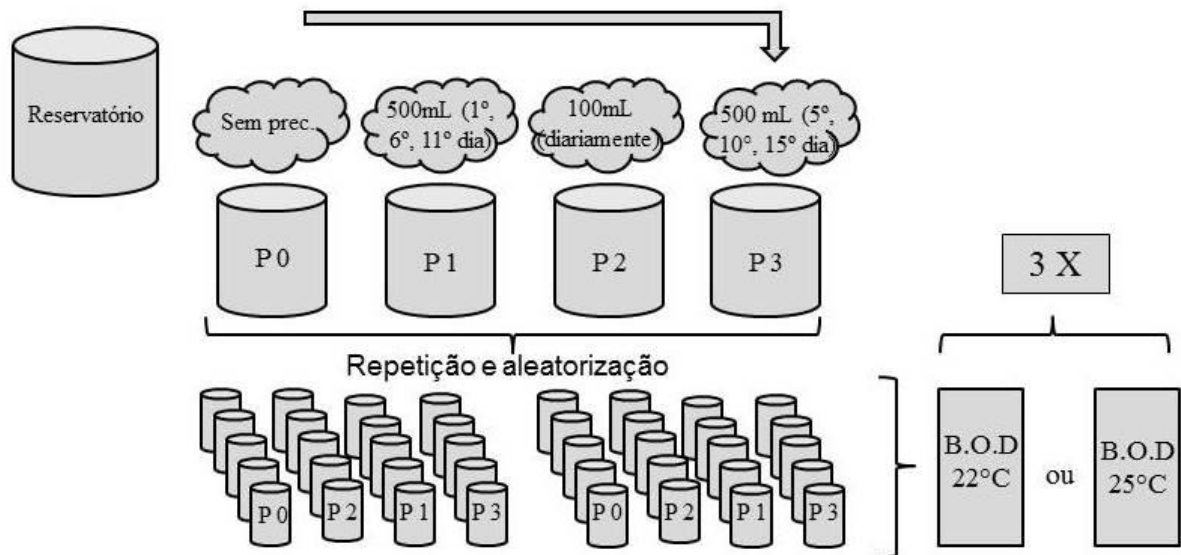 Reservatório
Sem prec.
500mL (1º,
6º, 11º dia)
100mL
(diariamente)
500 mL (5º,
10º, 15º dia)
P 0
P 1
P 2
P 3
3 X
Repetição e aleatorização
P 0
P 2
P 1
P 3
P 0
P 2
P 1
P 3
B.O.D
22°C
ou
B.O.D
25°C